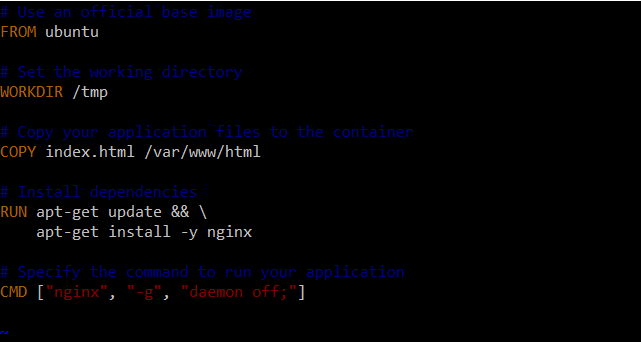 # Use an official base image
FROM ubuntu
# Set the working directory
WORKDIR /tmp
# Copy your application files to the container
COPY index.html /var/www/html
# Install dependencies
RUN apt-get update && \
    apt-get install -y nginx
# Specify the command to run your application
CMD ["nginx", "-g", "daemon off;"]
~